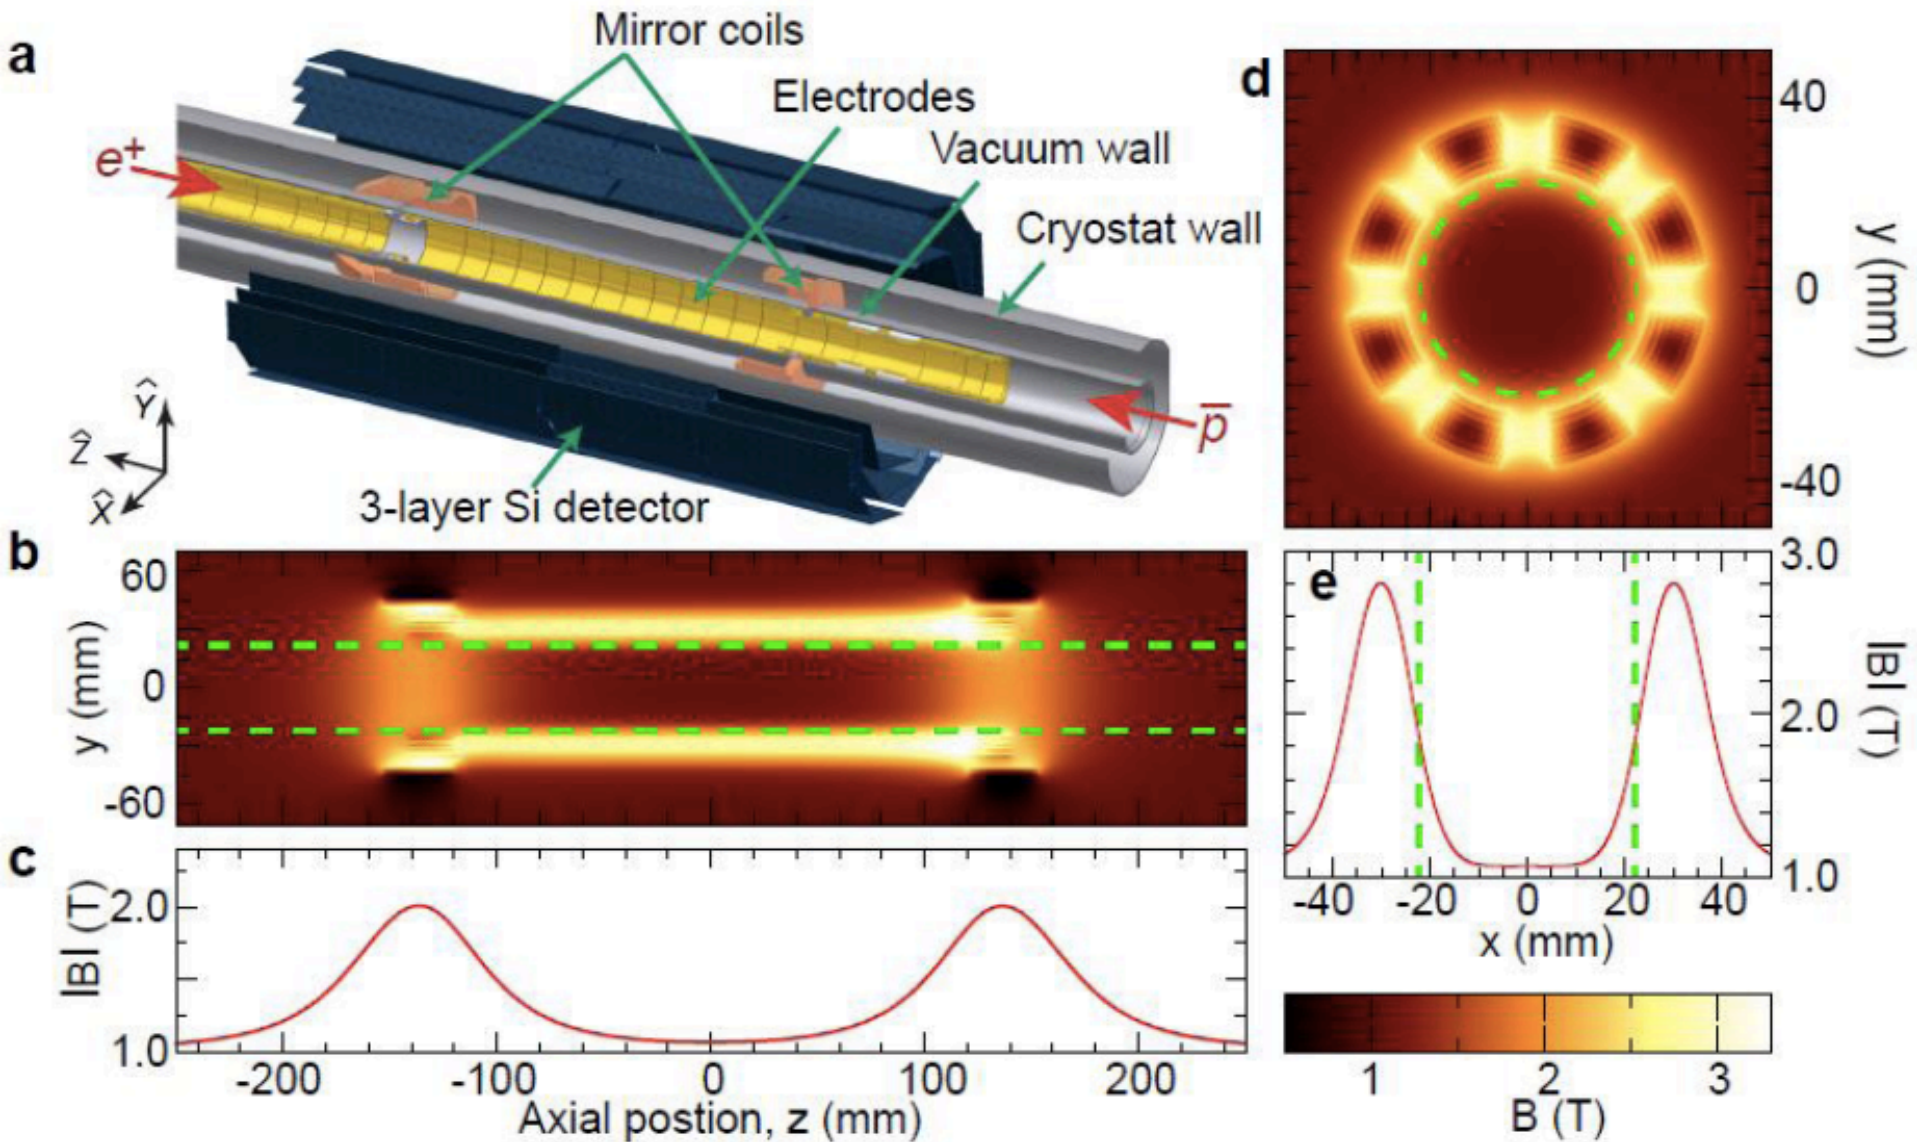 a
Mirror coils
Electrodes
Vacuum wall
Cryostat wall
e+
p̅
Ŷ
Ẑ
X̂
3-layer Si detector
b
60
0
-60
y (mm)
c
2.0
1.0
|B| (T)
-200 -100 0 100 200
Axial postion, z (mm)
d
40
0
-40
y (mm)
e
3.0
2.0
1.0
|B| (T)
-40 -20 0 20 40
x (mm)
1 2 3
B (T)